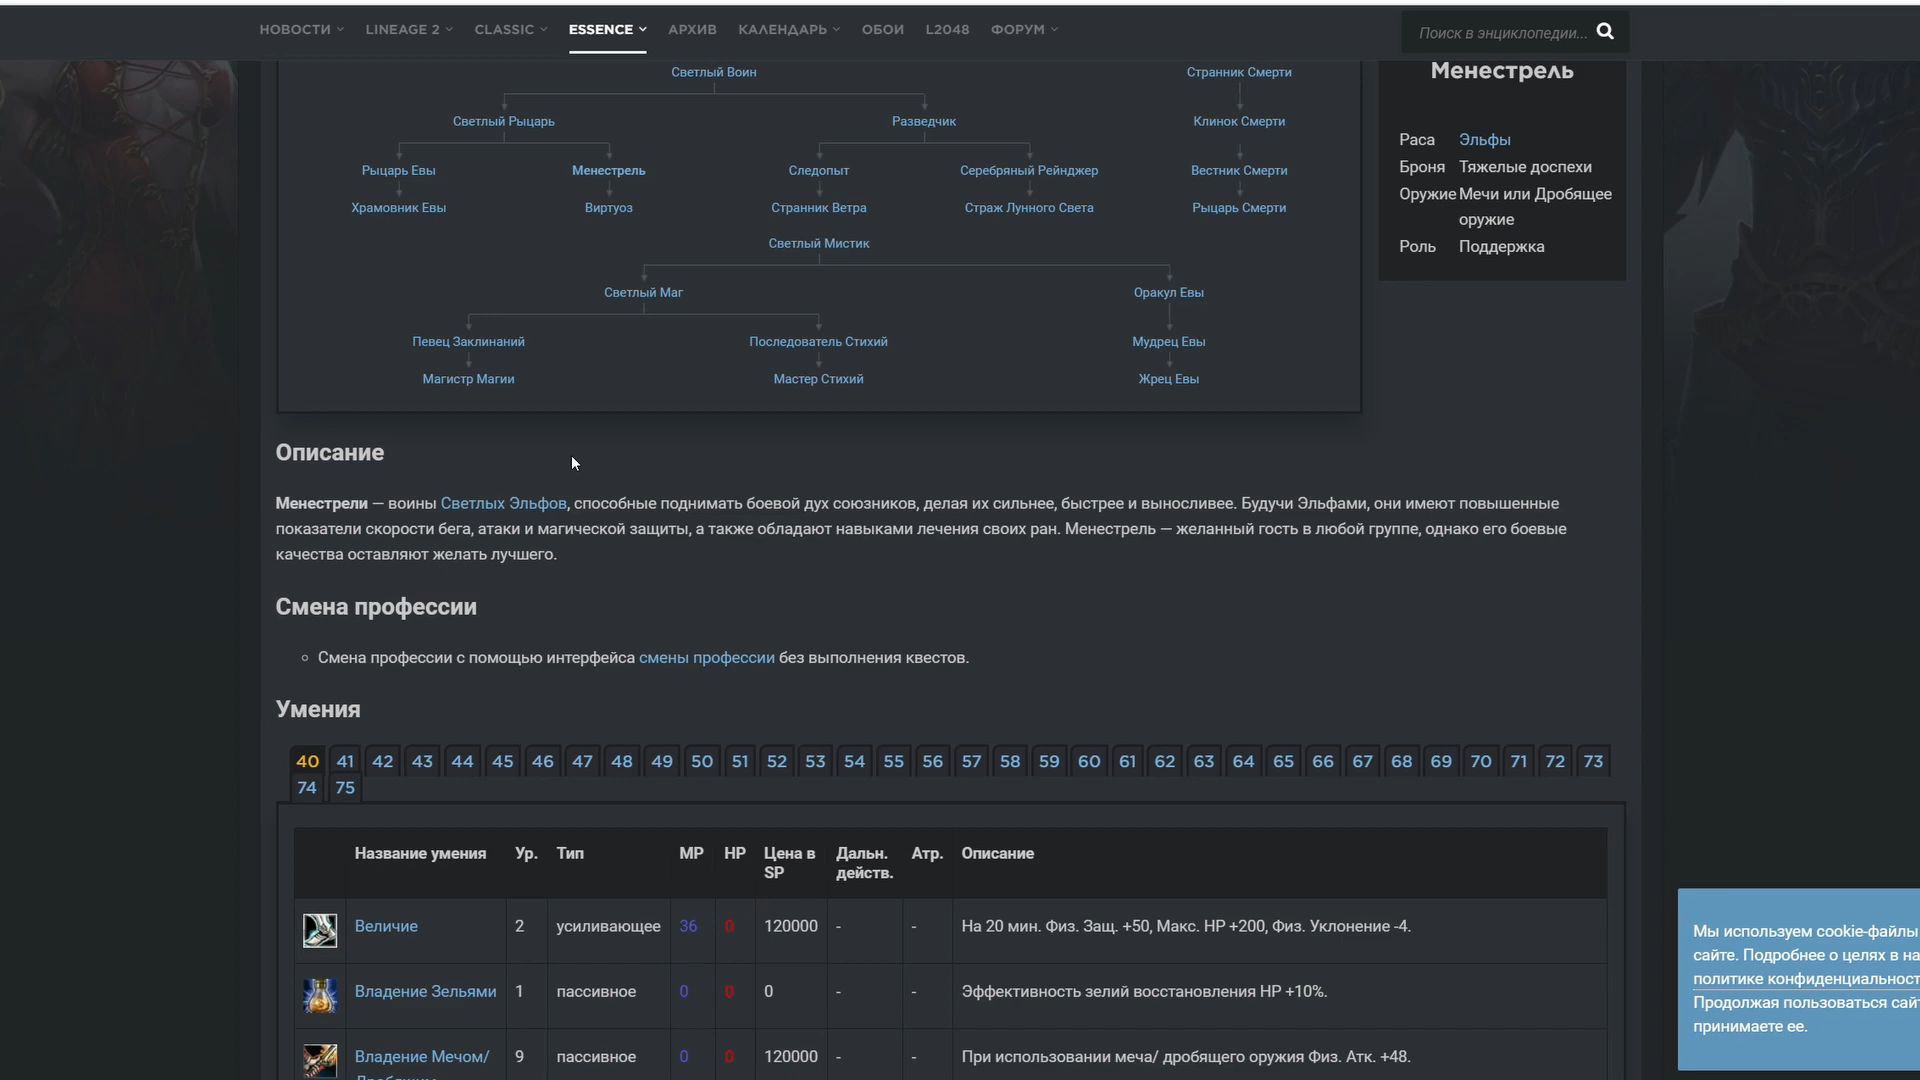 НОВОСТИ LINEAGE 2 CLASSIC ESSENCE АРХИВ КАЛЕНДАРЬ ОБОИ L2048 ФОРУМ Поиск в энциклопедии...
Светлый Воин Странник Смерти
Светлый Рыцарь Разведчик Клинок Смерти
Рыцарь Евы Менестрель Следопыт Серебряный Рейнджер Вестник Смерти
Храмовник Евы Виртуоз Странник Ветра Страж Лунного Света Рыцарь Смерти
Светлый Мистик
Светлый Маг Оракул Евы
Певец Заклинаний Последователь Стихий Мудрец Евы
Магистр Магии Мастер Стихий Жрец Евы
Менестрель
Раса Эльфы
Броня Тяжелые доспехи
Оружие Мечи или Дробящее
оружие
Роль Поддержка
Описание
Менестрели — воины Светлых Эльфов, способные поднимать боевой дух союзников, делая их сильнее, быстрее и выносливее. Будучи Эльфами, они имеют повышенные
показатели скорости бега, атаки и магической защиты, а также обладают навыками лечения своих ран. Менестрель — желанный гость в любой группе, однако его боевые
качества оставляют желать лучшего.
Смена профессии
Смена профессии с помощью интерфейса смены профессии без выполнения квестов.
Умения
40 41 42 43 44 45 46 47 48 49 50 51 52 53 54 55 56 57 58 59 60 61 62 63 64 65 66 67 68 69 70 71 72 73
74 75
Название умения Ур. Тип MP HP Цена в Дальн. Атр. Описание
SP действ.
Величие 2 усиливающее 36 0 120000 - - На 20 мин. Физ. Защ. +50, Макс. HP +200, Физ. Уклонение -4.
Владение Зельями 1 пассивное 0 0 0 - - Эффективность зелий восстановления HP +10%.
Владение Мечом/ 9 пассивное 0 0 120000 - - При использовании меча/ дробящего оружия Физ. Атк. +48.
Мы используем cookie-файлы
сайте. Подробнее о целях в на
политике конфиденциальност
Продолжая пользоваться сай
принимаете ее.